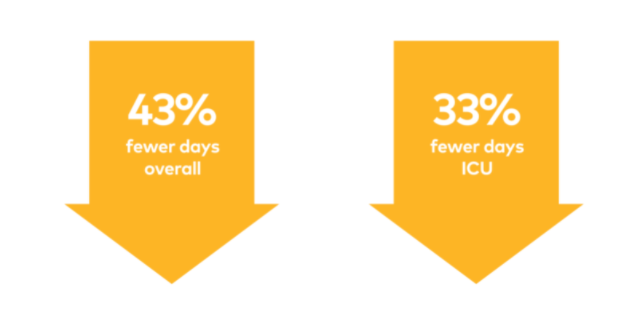 43%
fewer days
overall
33%
fewer days
ICU